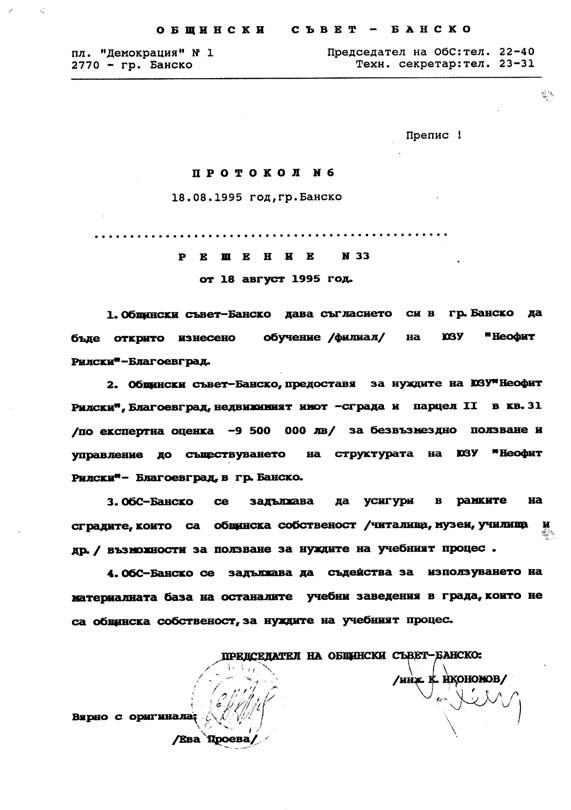 ОБЩИНСКИ СЪВЕТ - БАНСКО
пл. "Демокрация" № 1 Председател на ОбС:тел. 22-40
2770 - гр. Банско Техн. секретар:тел. 23-31
Препис !
ПРОТОКОЛ N6
18.08.1995 год,гр.Банско
..................................................
РЕШЕНИЕ N 33
от 18 август 1995 год.
1. Общински съвет-Банско дава съгласието си в гр.Банско да
бъде открито изнесено обучение /филиал/ на ЮЗУ "Неофит
Рилски"-Благоевград.
2. Общински съвет-Банско, предоставя за нуждите на ЮЗУ"Неофит
Рилски", Благоевград, недвижимият имот -сграда и парцел II в кв.31
/по експертна оценка -9 500 000 лв/ за безвъзмездно ползване и
управление до съществуването на структурата на ЮЗУ "Неофит
Рилски"- Благоевград, в гр. Банско.
3. ОбС-Банско се задължава да усигури в рамките на
сградите, които са общинска собственост /читалища, музеи, училища и
др./ възможности за ползване за нуждите на учебният процес .
4. ОбС-Банско се задължава да съдейства за използуването на
материалната база на останалите учебни заведения в града, които не
са общинска собственост, за нуждите на учебният процес.
ПРЕДСЕДАТЕЛ НА ОБЩИНСКИ СЪВЕТ-БАНСКО:
/инж. К. ИКОНОМОВ/
Вярно с оригинала:
/Ева Проева/